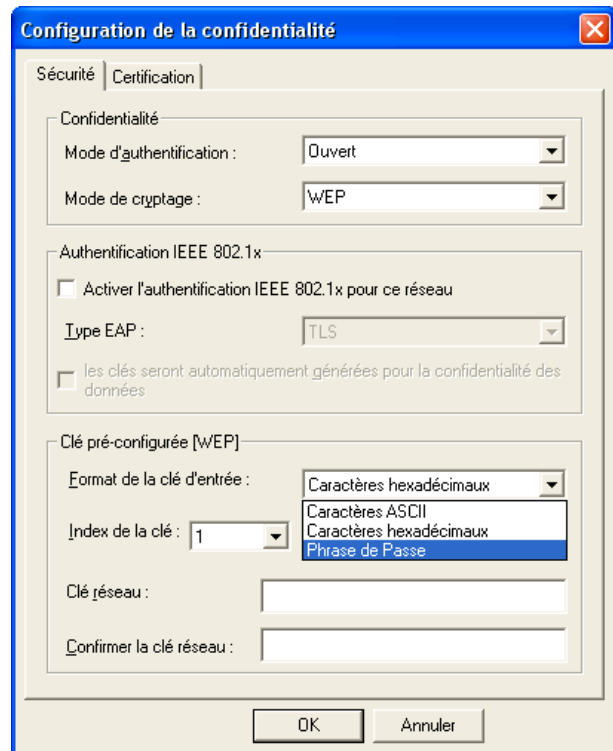 Configuration de la confidentialité
Sécurité Certification
Confidentialité
Mode d'authentification : Ouvert
Mode de cryptage : WEP
Authentification IEEE 802.1x
Activer l'authentification IEEE 802.1x pour ce réseau
Type EAP : TLS
les clés seront automatiquement générées pour la confidentialité des
données
Clé pré-configurée [WEP]
Format de la clé d'entrée : Caractères hexadécimaux
Caractères ASCII
Index de la clé : 1 Caractères hexadécimaux
Phrase de Passe
Clé réseau :
Confirmer la clé réseau :
OK Annuler